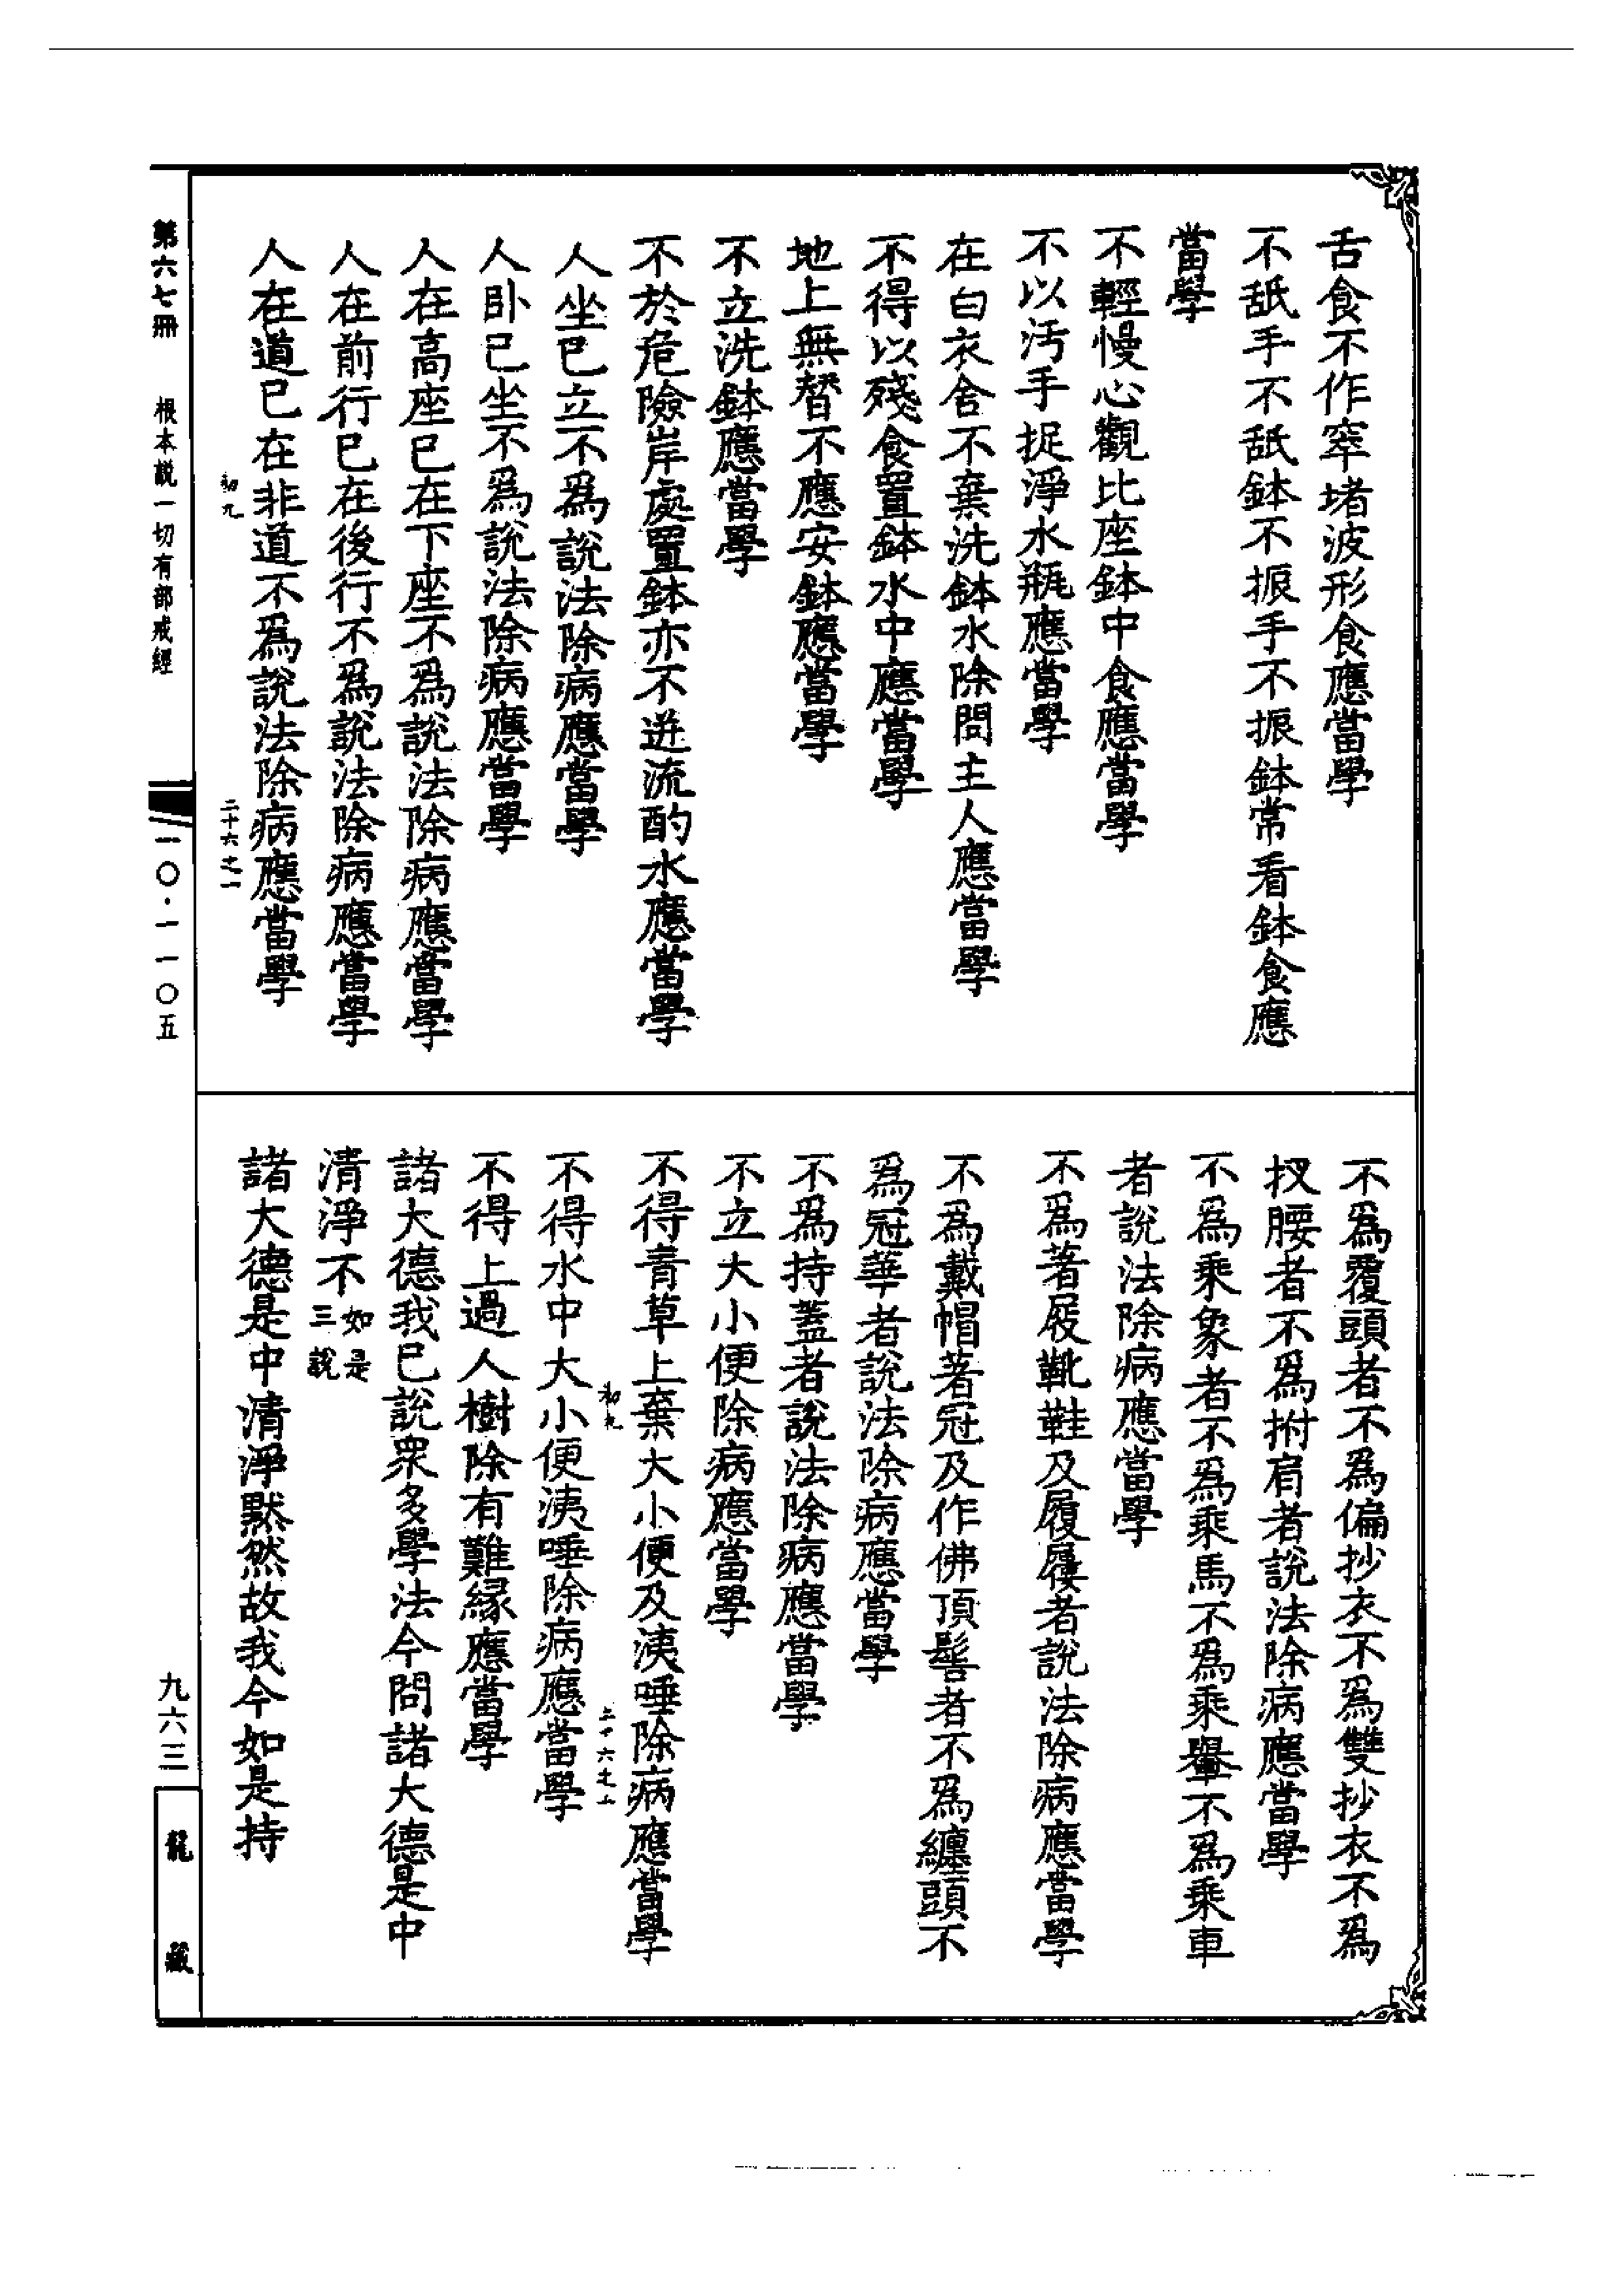 舌食不作窣堵波形食應當學
不舐手不舐鉢不振手不振鉢常看鉢食應
當學
不輕慢心觀比座鉢中食應當學
不以汚手捉淨水瓶應當學
在白衣舍不棄洗鉢水除問主人應當學
不得以殘食置鉢水中應當學
地上無替不應安鉢應當學
不立洗鉢應當學
不於危險岸處置鉢亦不逆流酌水應當學
人坐已立不爲說法除病應當學
人臥已坐不爲說法除病應當學
人在高座已在下座不爲說法除病應當學
人在前行已在後行不爲說法除病應當學
人在道已在非道不爲說法除病應當學
初九
二十六之一
不爲覆頭者不爲偏抄衣不爲雙抄衣不爲
扠腰者不爲拊肩者說法除病應當學
不爲乘象者不爲乘馬不爲乘轝不爲乘車
者說法除病應當學
不爲著屐靴鞋及履屨者說法除病應當學
不爲戴帽著冠及作佛頂髻者不爲纏頭不
爲冠華者說法除病應當學
不爲持蓋者說法除病應當學
不立大小便除病應當學
不得青草上棄大小便及洟唾除病應當學
初九
二十六之一
不得水中大小便洟唾除病應當學
不得上過人樹除有難緣應當學
諸大德我已說衆多學法今問諸大德是中
清淨不如是三說
諸大德是中清淨默然故我今如是持
第六七冊 根本說一切有部戒經
一〇·一一〇五
九六三
龍藏